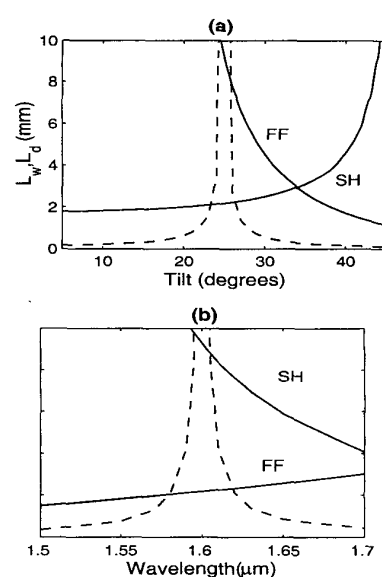 (a)
10
8
6
4
2
0
L_w,L_d (mm)
FF
SH
10 20 30 40
Tilt (degrees)
(b)
SH
FF
1.5 1.55 1.6 1.65 1.7
Wavelength(μm)